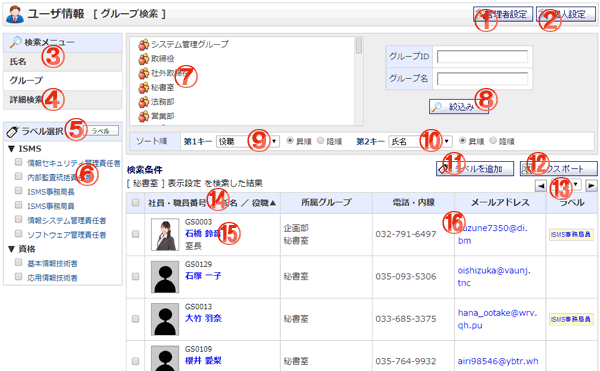 ユーザ情報 [ グループ検索 ]
① 管理者設定
② 個人設定
検索メニュー
③
氏名
グループ
詳細検索 ④
ラベル選択 ⑤ ラベル
▼ ISMS
情報セキュリティ管理責任者
内部監査統括責任者 ⑥
ISMS事務局長
ISMS事務局員
情報システム管理責任者
ソフトウェア管理責任者
▼ 資格
基本情報技術者
応用情報技術者
システム管理グループ
取締役
社外取締役 ⑦
秘書室
法務部
営業部
グループID
グループ名
⑧ 絞込み
ソート順 第1キー 役職 ⑨ ▼ 昇順 降順 第2キー 氏名 ⑩ ▼ 昇順 降順
検索条件
⑪ ラベルを追加
⑫ エクスポート
[ 秘書室 ] 表示設定 を検索した結果
◀ ⑬ ▼ ▶
社員・職員番号 ⑭ 氏名 ／ 役職▲ 所属グループ 電話・内線 メールアドレス ラベル
GS0003
石橋 鈴音 ⑮
室長
企画部
秘書室
032-791-6497
⑯ suzune7350@di.
bm
ISMS事務局員
GS0129
石塚 一子
秘書室
035-093-5306
oishizuka@vaunj.
tnc
GS0013
大竹 羽奈
秘書室
033-685-3375
hana_ootake@wrv.
qh.pu
ISMS事務局員
GS0109
櫻井 愛梨
秘書室
035-764-9932
airi98546@ybtr.wh